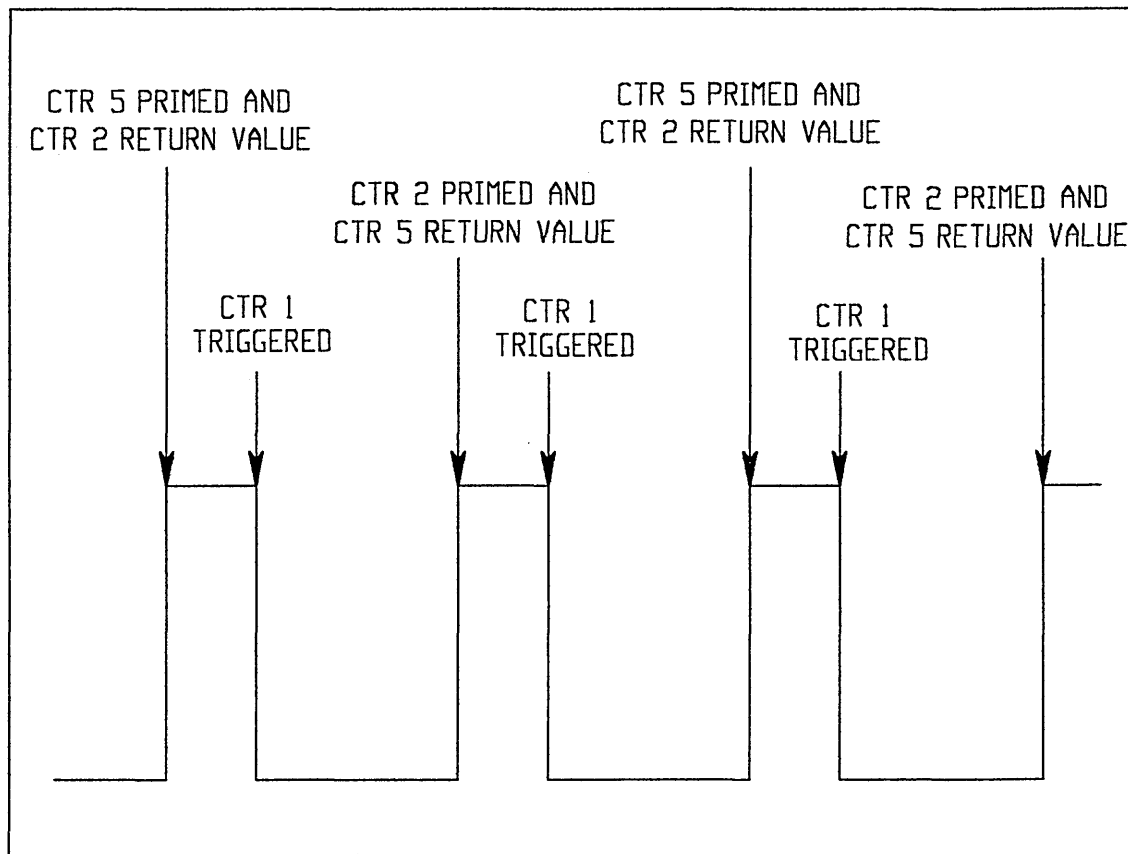 CTR 5 PRIMED AND
CTR 2 RETURN VALUE
CTR 5 PRIMED AND
CTR 2 RETURN VALUE
CTR 2 PRIMED AND
CTR 5 RETURN VALUE
CTR 2 PRIMED AND
CTR 5 RETURN VALUE
CTR 1
TRIGGERED
CTR 1
TRIGGERED
CTR 1
TRIGGERED